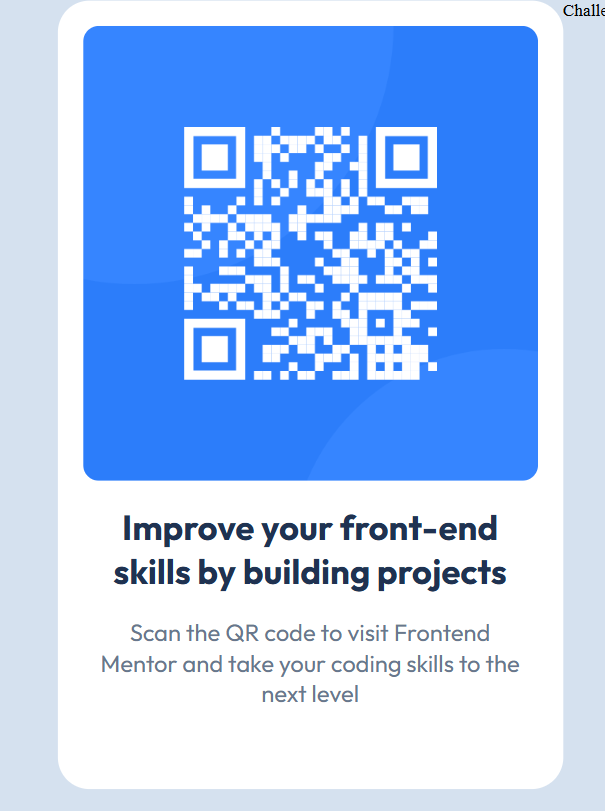 Improve your front-end
skills by building projects
Scan the QR code to visit Frontend
Mentor and take your coding skills to the
next level